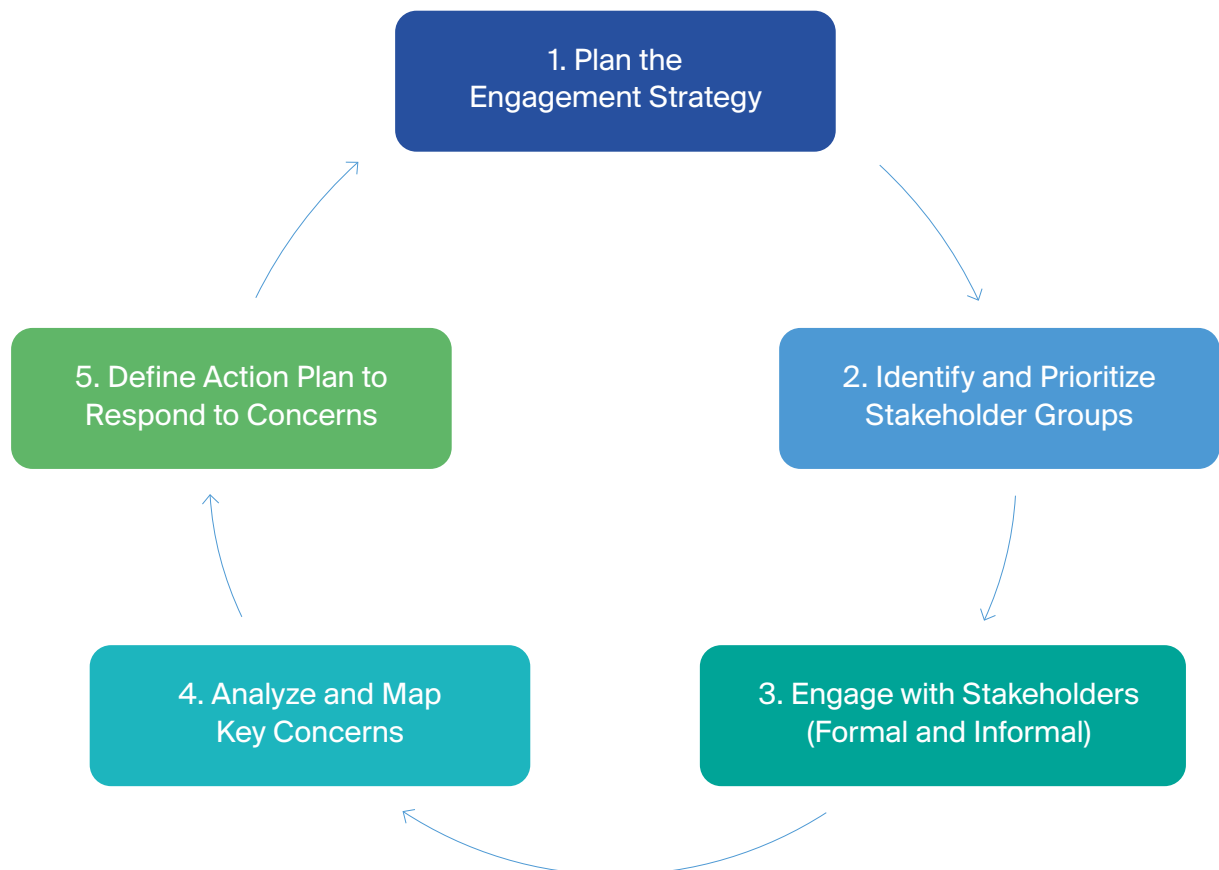 1. Plan the
Engagement Strategy
2. Identify and Prioritize
Stakeholder Groups
3. Engage with Stakeholders
(Formal and Informal)
4. Analyze and Map
Key Concerns
5. Define Action Plan to
Respond to Concerns